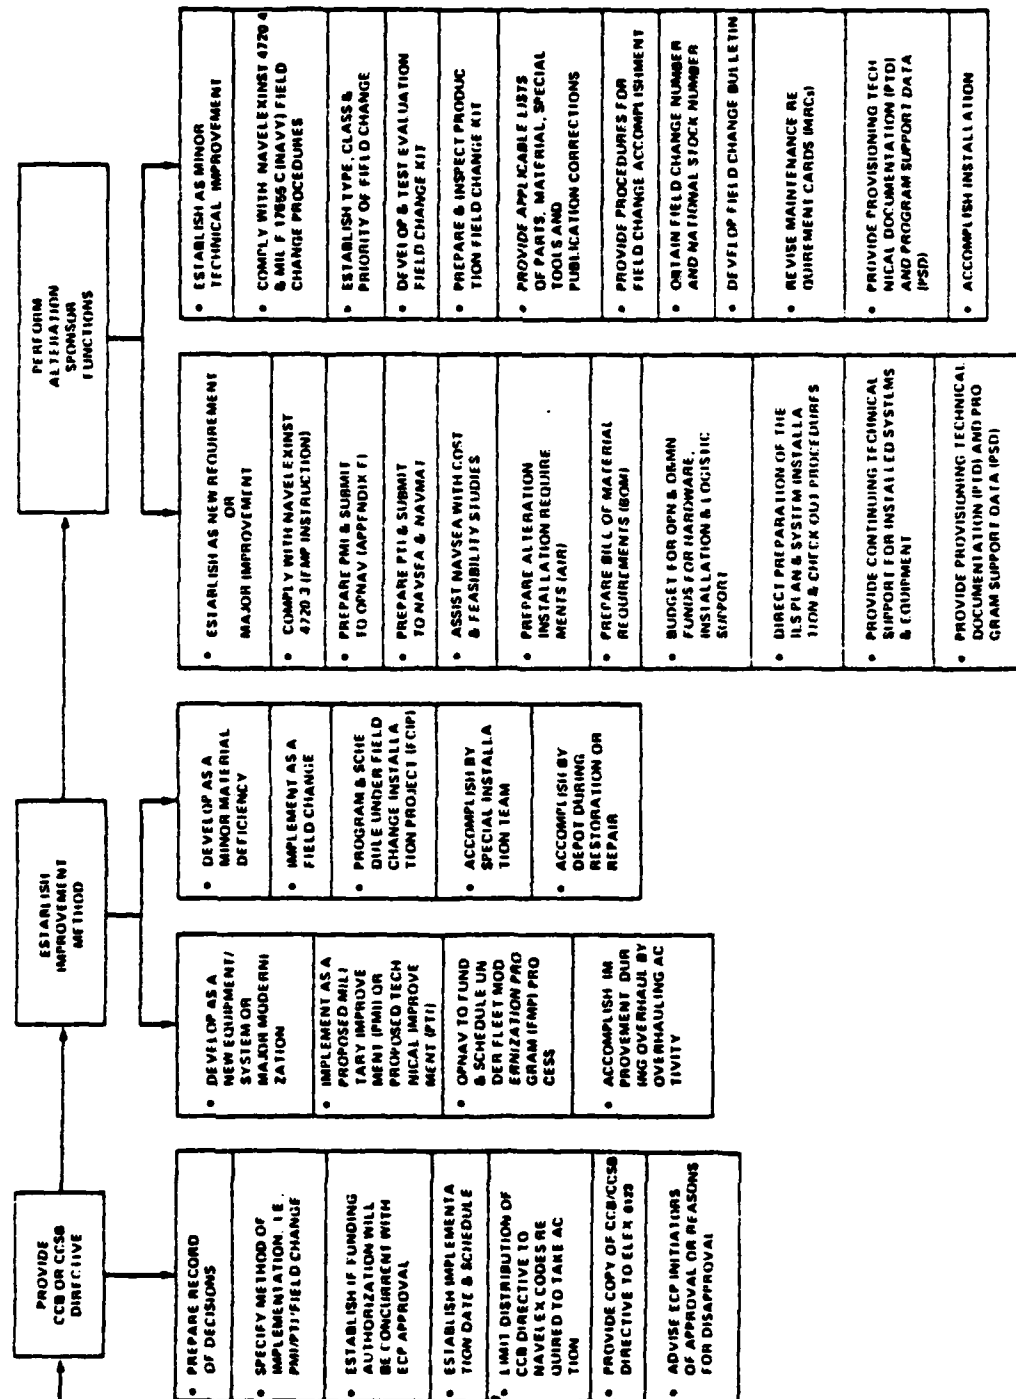 PROVIDE
CCB OR CCSB
DIRECTIVE
• PREPARE RECORD
OF DECISIONS
• SPECIFY METHOD OF
IMPLEMENTATION, I.E.
PMI/PTI/FIELD CHANGE
• ESTABLISH IF FUNDING
AUTHORIZATION WILL
BE CONCURRENT WITH
ECP APPROVAL
• ESTABLISH IMPLEMENTA
TION DATE & SCHEDULE
• LIMIT DISTRIBUTION OF
CCB DIRECTIVE TO
NAVELEX CODES RE
QUIRED TO TAKE AC
TION
• PROVIDE COPY OF CCB/CCSB
DIRECTIVE TO ELEX 8123
• ADVISE ECP INITIATORS
OF APPROVAL OR REASONS
FOR DISAPPROVAL
ESTABLISH
IMPROVEMENT
METHOD
• DEVELOP AS A
NEW EQUIPMENT/
SYSTEM OR
MAJOR MODERNI
ZATION
• IMPLEMENT AS A
PROPOSED MILI
TARY IMPROVE
MENT (PMI) OR
PROPOSED TECH
NICAL IMPROVE
MENT (PTI)
• OPNAV TO FUND
& SCHEDULE UN
DER FLEET MOD
ERNIZATION PRO
GRAM (FMP) PRO
CESS
• ACCOMPLISH IM
PROVEMENT DUR
ING OVERHAUL BY
OVERHAULING AC
TIVITY
• DEVELOP AS A
MINOR MATERIAL
DEFICIENCY
• IMPLEMENT AS A
FIELD CHANGE
• PROGRAM & SCHE
DULE UNDER FIELD
CHANGE INSTALLA
TION PROJECT (FCIP)
• ACCOMPLISH BY
SPECIAL INSTALLA
TION TEAM
• ACCOMPLISH BY
DEPOT DURING
RESTORATION OR
REPAIR
PERFORM
ALTERATION
SPONSOR
FUNCTIONS
• ESTABLISH AS NEW REQUIREMENT
OR
MAJOR IMPROVEMENT
• COMPLY WITH NAVELEXINST
4720 3 (FMP INSTRUCTION)
• PREPARE PMI & SUBMIT
TO OPNAV (APPENDIX F)
• PREPARE PTI & SUBMIT
TO NAVSEA & NAVMAT
• ASSIST NAVSEA WITH COST
& FEASIBILITY STUDIES
• PREPARE ALTERATION
INSTALLATION REQUIRE
MENTS (AIR)
• PREPARE BILL OF MATERIAL
REQUIREMENTS (BOM)
• BUDGET FOR OPN & O&MN
FUNDS FOR HARDWARE,
INSTALLATION & LOGISTIC
SUPPORT
• DIRECT PREPARATION OF THE
ILS PLAN & SYSTEM INSTALLA
TION & CHECK OUT PROCEDURES
• PROVIDE CONTINUING TECHNICAL
SUPPORT FOR INSTALLED SYSTEMS
& EQUIPMENT
• PROVIDE PROVISIONING TECHNICAL
DOCUMENTATION (PTD) AND PRO
GRAM SUPPORT DATA (PSD)
• ESTABLISH AS MINOR
TECHNICAL IMPROVEMENT
• COMPLY WITH NAVELEXINST 4720 4
& MIL F 17655 C (NAVY) FIELD
CHANGE PROCEDURES
• ESTABLISH TYPE, CLASS &
PRIORITY OF FIELD CHANGE
• DEVELOP & TEST EVALUATION
FIELD CHANGE KIT
• PREPARE & INSPECT PRODUC
TION FIELD CHANGE KIT
• PROVIDE APPLICABLE LISTS
OF PARTS, MATERIAL, SPECIAL
TOOLS AND
PUBLICATION CORRECTIONS
• PROVIDE PROCEDURES FOR
FIELD CHANGE ACCOMPLISHMENT
• OBTAIN FIELD CHANGE NUMBER
AND NATIONAL STOCK NUMBER
• DEVELOP FIELD CHANGE BULLETIN
• REVISE MAINTENANCE RE
QUIREMENT CARDS (MRCs)
• PROVIDE PROVISIONING TECH
NICAL DOCUMENTATION (PTD)
AND PROGRAM SUPPORT DATA
(PSD)
• ACCOMPLISH INSTALLATION